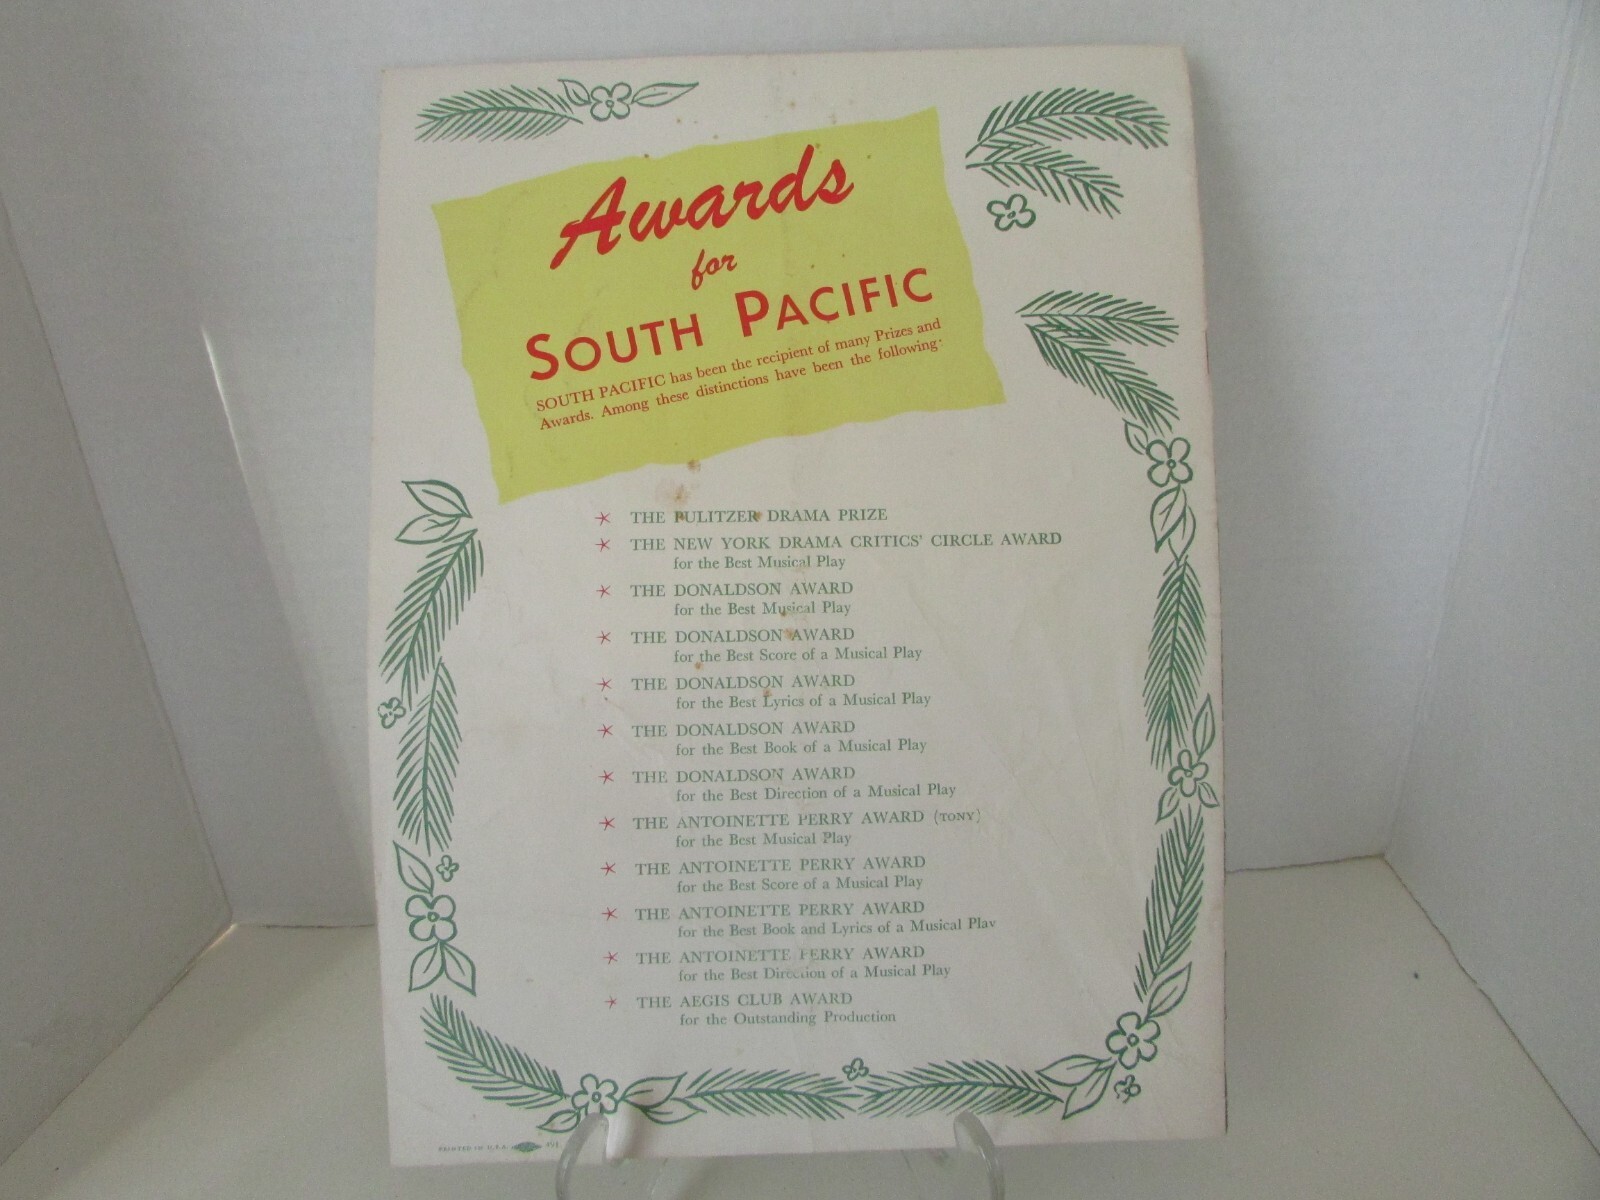 Awards
for
SOUTH PACIFIC
SOUTH PACIFIC has been the recipient of many Prizes and
Awards. Among these distinctions have been the following:
* THE PULITZER DRAMA PRIZE
* THE NEW YORK DRAMA CRITICS' CIRCLE AWARD
for the Best Musical Play
* THE DONALDSON AWARD
for the Best Musical Play
* THE DONALDSON AWARD
for the Best Score of a Musical Play
* THE DONALDSON AWARD
for the Best Lyrics of a Musical Play
* THE DONALDSON AWARD
for the Best Book of a Musical Play
* THE DONALDSON AWARD
for the Best Direction of a Musical Play
* THE ANTOINETTE PERRY AWARD (TONY)
for the Best Musical Play
* THE ANTOINETTE PERRY AWARD
for the Best Score of a Musical Play
* THE ANTOINETTE PERRY AWARD
for the Best Book and Lyrics of a Musical Play
* THE ANTOINETTE PERRY AWARD
for the Best Direction of a Musical Play
* THE AEGIS CLUB AWARD
for the Outstanding Production
PRINTED IN U.S.A.